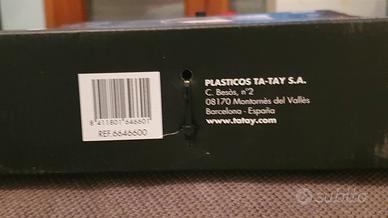 PLASTICOS TA-TAY S.A.
C. Besòs, n°2
08170 Montornès del Vallès
Barcelona - España
www.tatay.com
8 411801 646601
REF. 6646600
subito